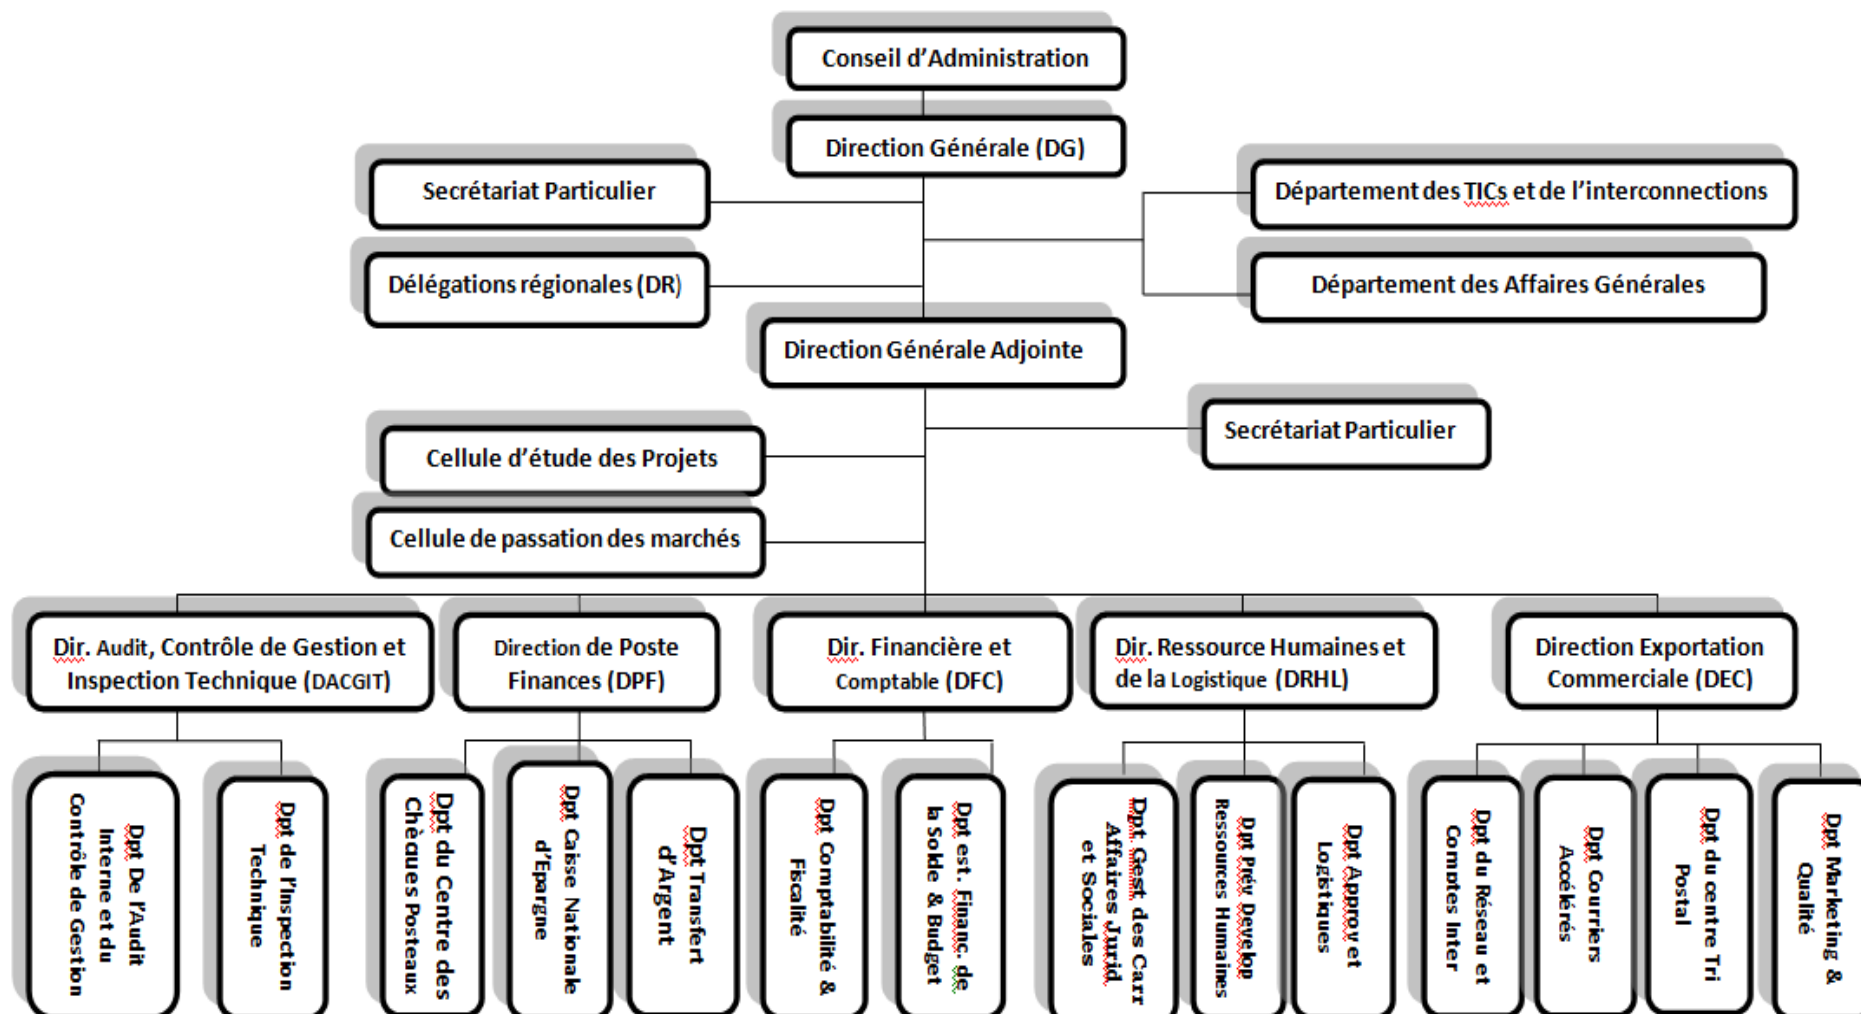 Conseil d'Administration
Direction Générale (DG)
Secrétariat Particulier
Département des TICs et de l'interconnections
Délégations régionales (DR)
Département des Affaires Générales
Direction Générale Adjointe
Secrétariat Particulier
Cellule d'étude des Projets
Cellule de passation des marchés
Dir. Audit, Contrôle de Gestion et
Inspection Technique (DACGIT)
Direction de Poste
Finances (DPF)
Dir. Financière et
Comptable (DFC)
Dir. Ressource Humaines et
de la Logistique (DRHL)
Direction Exportation
Commerciale (DEC)
Dpt De l'Audit
Interne et du
Contrôle de Gestion
Dpt de l'Inspection
Technique
Dpt du Centre des
Chèques Posteaux
Dpt Caisse Nationale
d'Epargne
Dpt Transfert
d'Argent
Dpt Comptabilité &
Fiscalité
Dpt est. Financ. de
la Solde & Budget
Dpt Gest des Carr
Affaires Jurid
et Sociales
Dpt Prév Develop
Ressources Humaines
Dpt Approv et
Logistiques
Dpt du Réseau et
Comptes Inter
Dpt Courriers
Accélérés
Dpt du centre Tri
Postal
Dpt Marketing &
Qualité